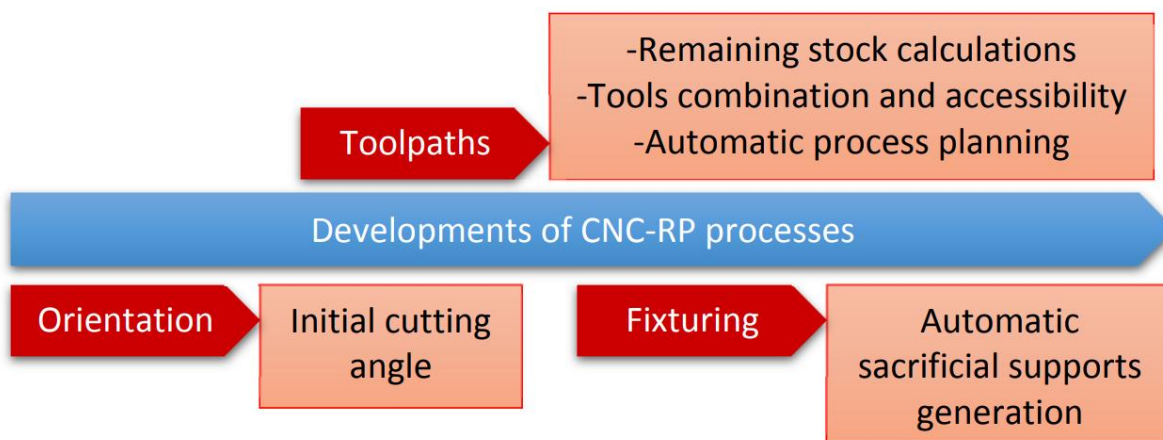 -Remaining stock calculations
-Tools combination and accessibility
-Automatic process planning
Toolpaths
Developments of CNC-RP processes
Orientation
Initial cutting
angle
Fixturing
Automatic
sacrificial supports
generation